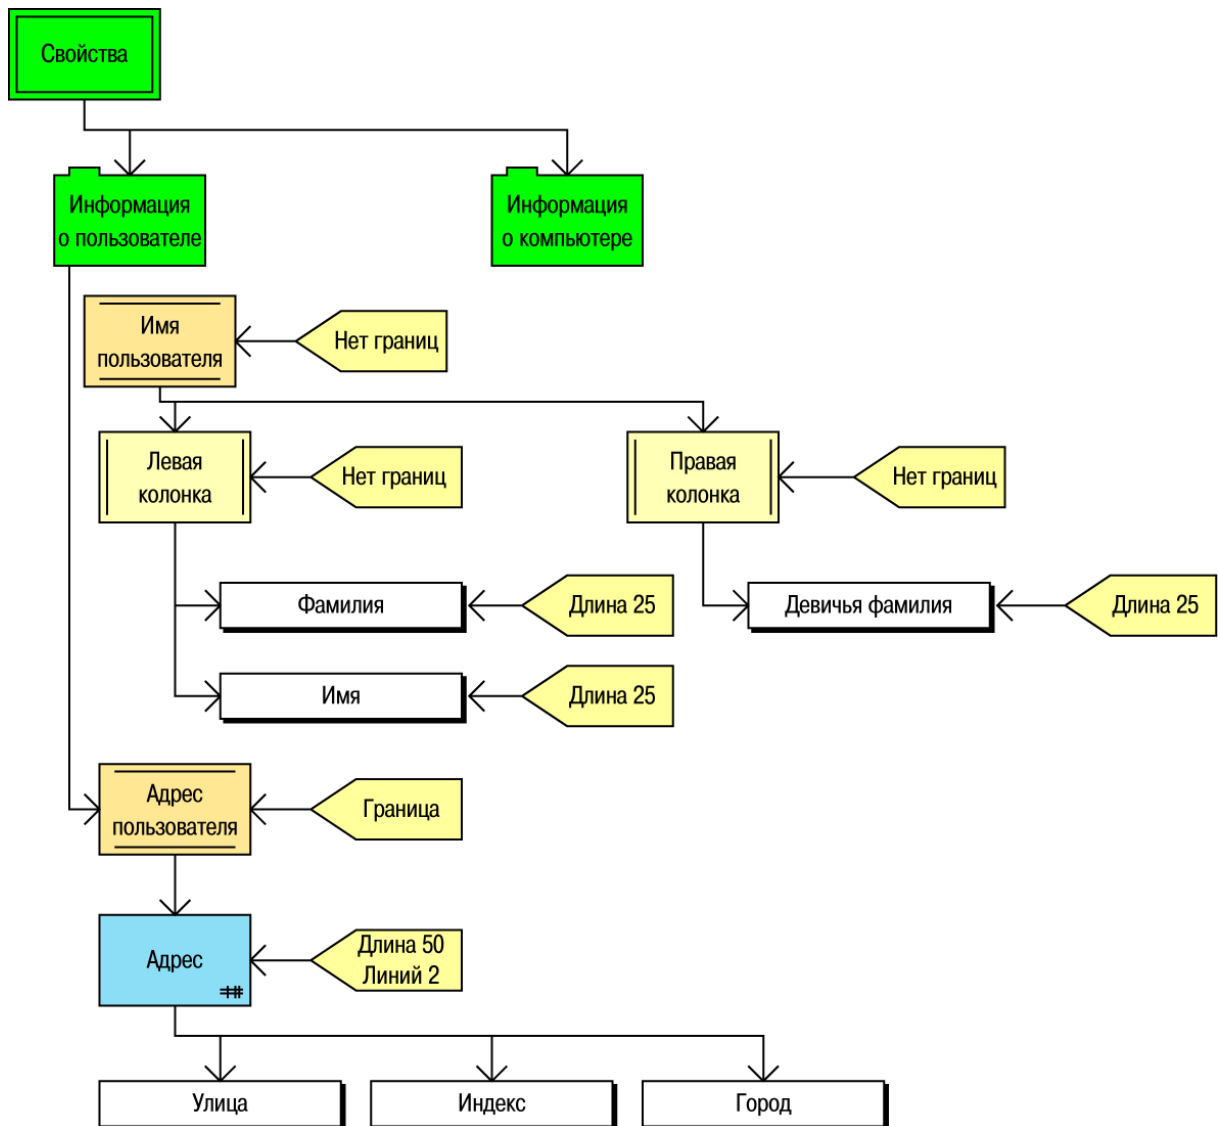 Свойства
Информация
о пользователе
Информация
о компьютере
Имя
пользователя
Нет границ
Левая
колонка
Нет границ
Правая
колонка
Нет границ
Фамилия
Длина 25
Девичья фамилия
Длина 25
Имя
Длина 25
Адрес
пользователя
Граница
Адрес
Длина 50
Линий 2
Улица
Индекс
Город